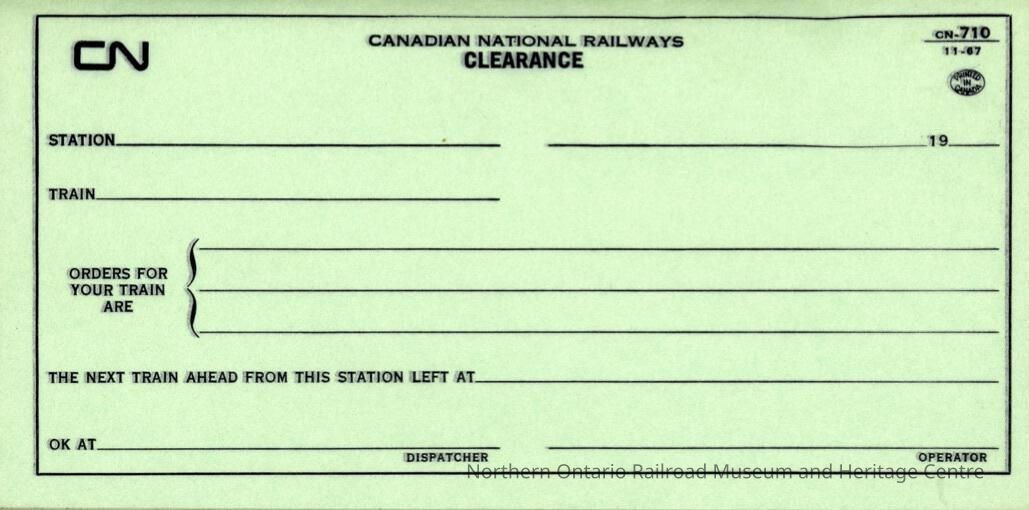 CN
CANADIAN NATIONAL RAILWAYS
CLEARANCE
CN-710
11-67
PRINTED
IN
CANADA
STATION
19
TRAIN
ORDERS FOR
YOUR TRAIN
ARE
THE NEXT TRAIN AHEAD FROM THIS STATION LEFT AT
OK AT
DISPATCHER
OPERATOR
Northern Ontario Railroad Museum and Heritage Centre